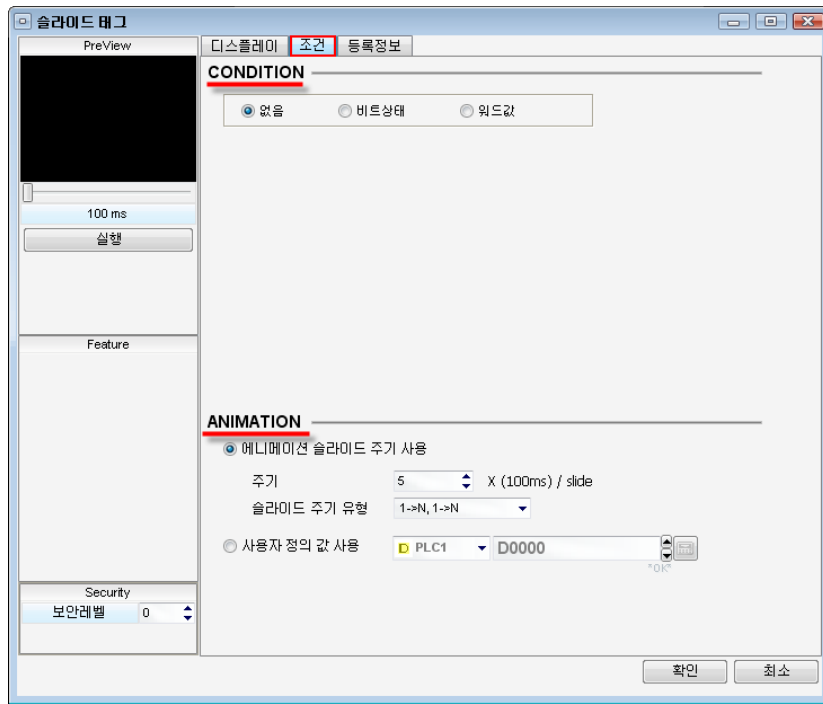 슬라이드 태그
PreView
디스플레이 조건 등록정보
CONDITION
없음 비트상태 워드값
100 ms
실행
Feature
ANIMATION
에니메이션 슬라이드 주기 사용
주기 5 X (100ms) / slide
슬라이드 주기 유형 1->N, 1->N
사용자 정의 값 사용 D PLC1 D0000
"OK"
Security
보안레벨 0
확인 최소